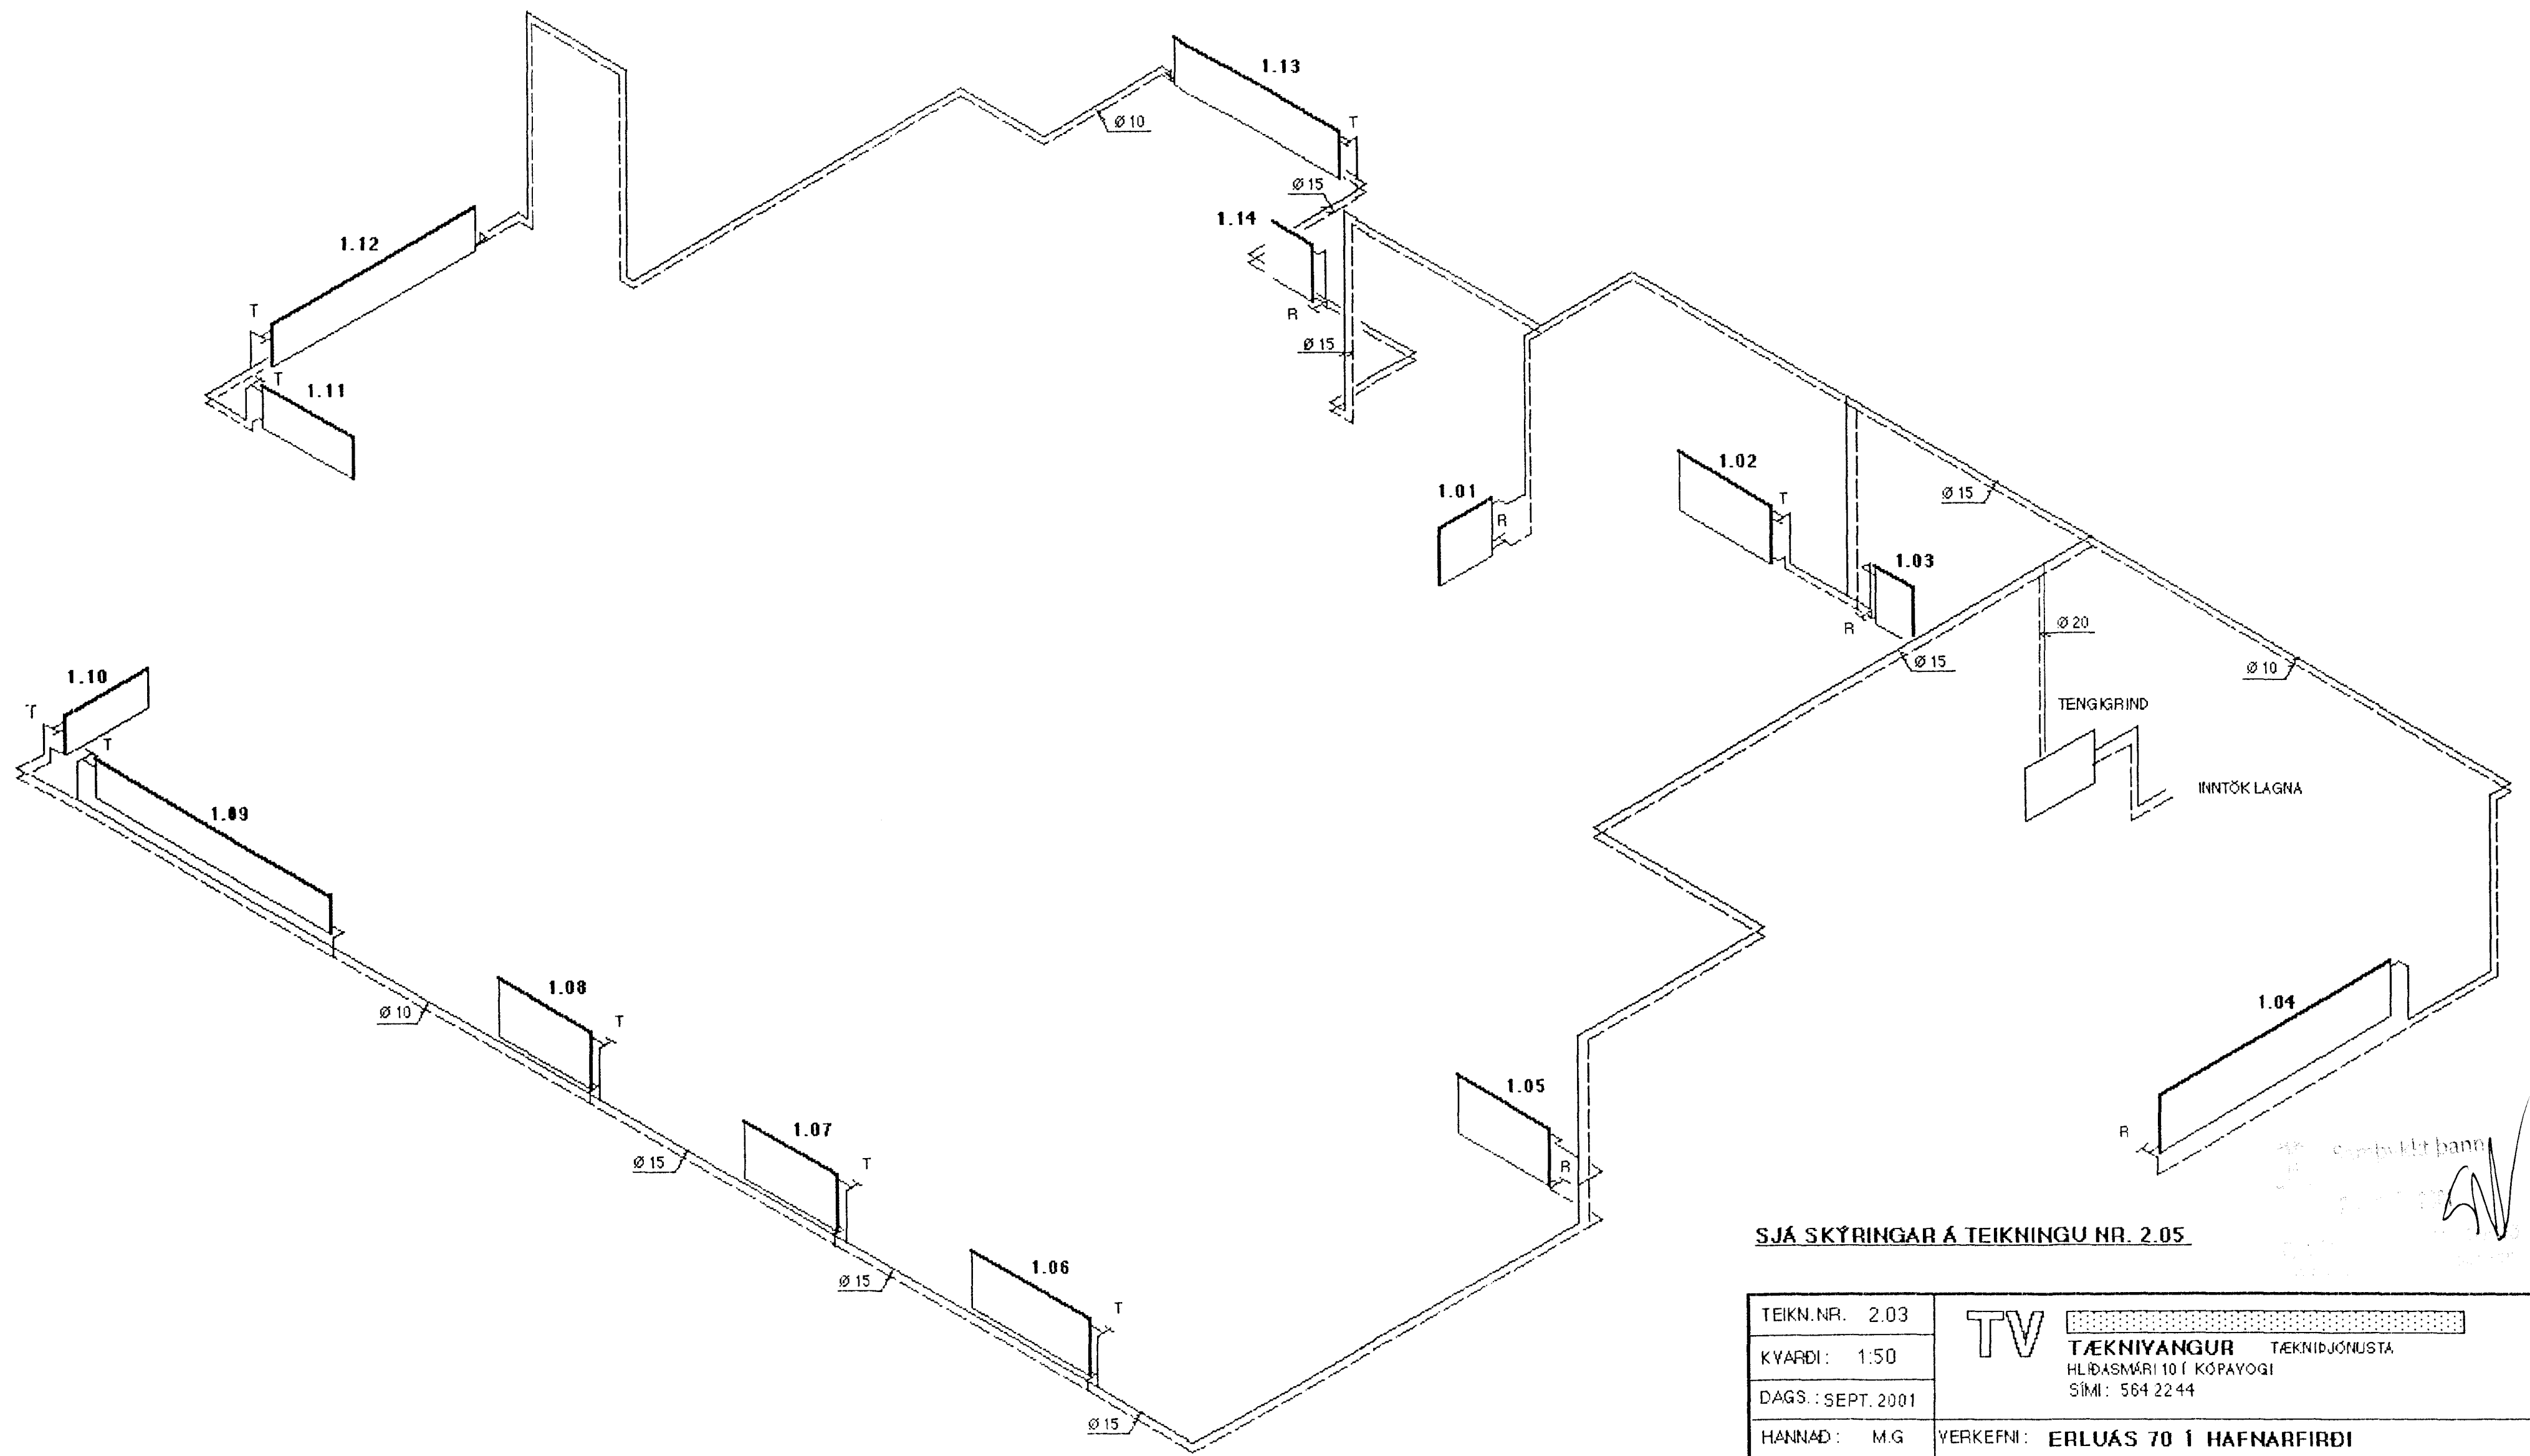 1.13
Ø 10
T
Ø 15
1.14
1.12
T
R
Ø 15
T
1.11
1.02
1.01
T
Ø 15
R
1.03
R
Ø 20
Ø 15
Ø 10
1.10
T
T
TENGIGRIND
INNTÖK LAGNA
1.09
1.08
Ø 10
T
1.04
1.05
1.07
T
Ø 15
R
R
1.06
Ø 15
T
Ø 15
SJÁ SKÝRINGAR Á TEIKNINGU NR. 2.05
TEIKN.NR. 2.03
KVARÐI: 1:50
DAGS.: SEPT. 2001
HANNAÐ: M.G
TV
TÆKNIVANGUR TÆKNIÞJÓNUSTA
HLÍÐASMÁRI 10 Í KÓPAVOGI
SÍMI: 564 2244
VERKEFNI: ERLUÁS 70 Í HAFNARFIRÐI